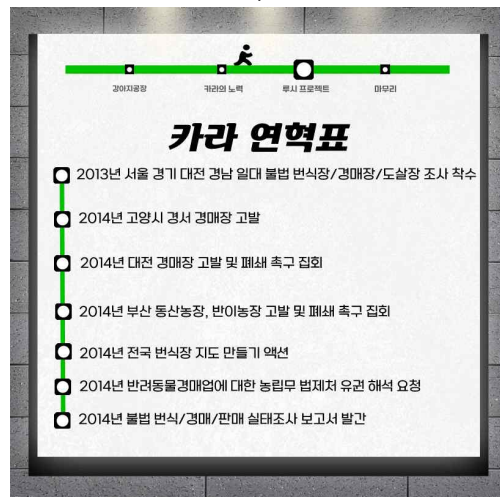 강아지공장 카라의 노력 루시 프로젝트 마무리
카라 연혁표
2013년 서울 경기 대전 경남 일대 불법 번식장/경매장/도살장 조사 착수
2014년 고양시 경서 경매장 고발
2014년 대전 경매장 고발 및 폐쇄 촉구 집회
2014년 부산 동산농장, 반이농장 고발 및 폐쇄 촉구 집회
2014년 전국 번식장 지도 만들기 액션
2014년 반려동물경매업에 대한 농림부 법제처 유권 해석 요청
2014년 불법 번식/경매/판매 실태조사 보고서 발간